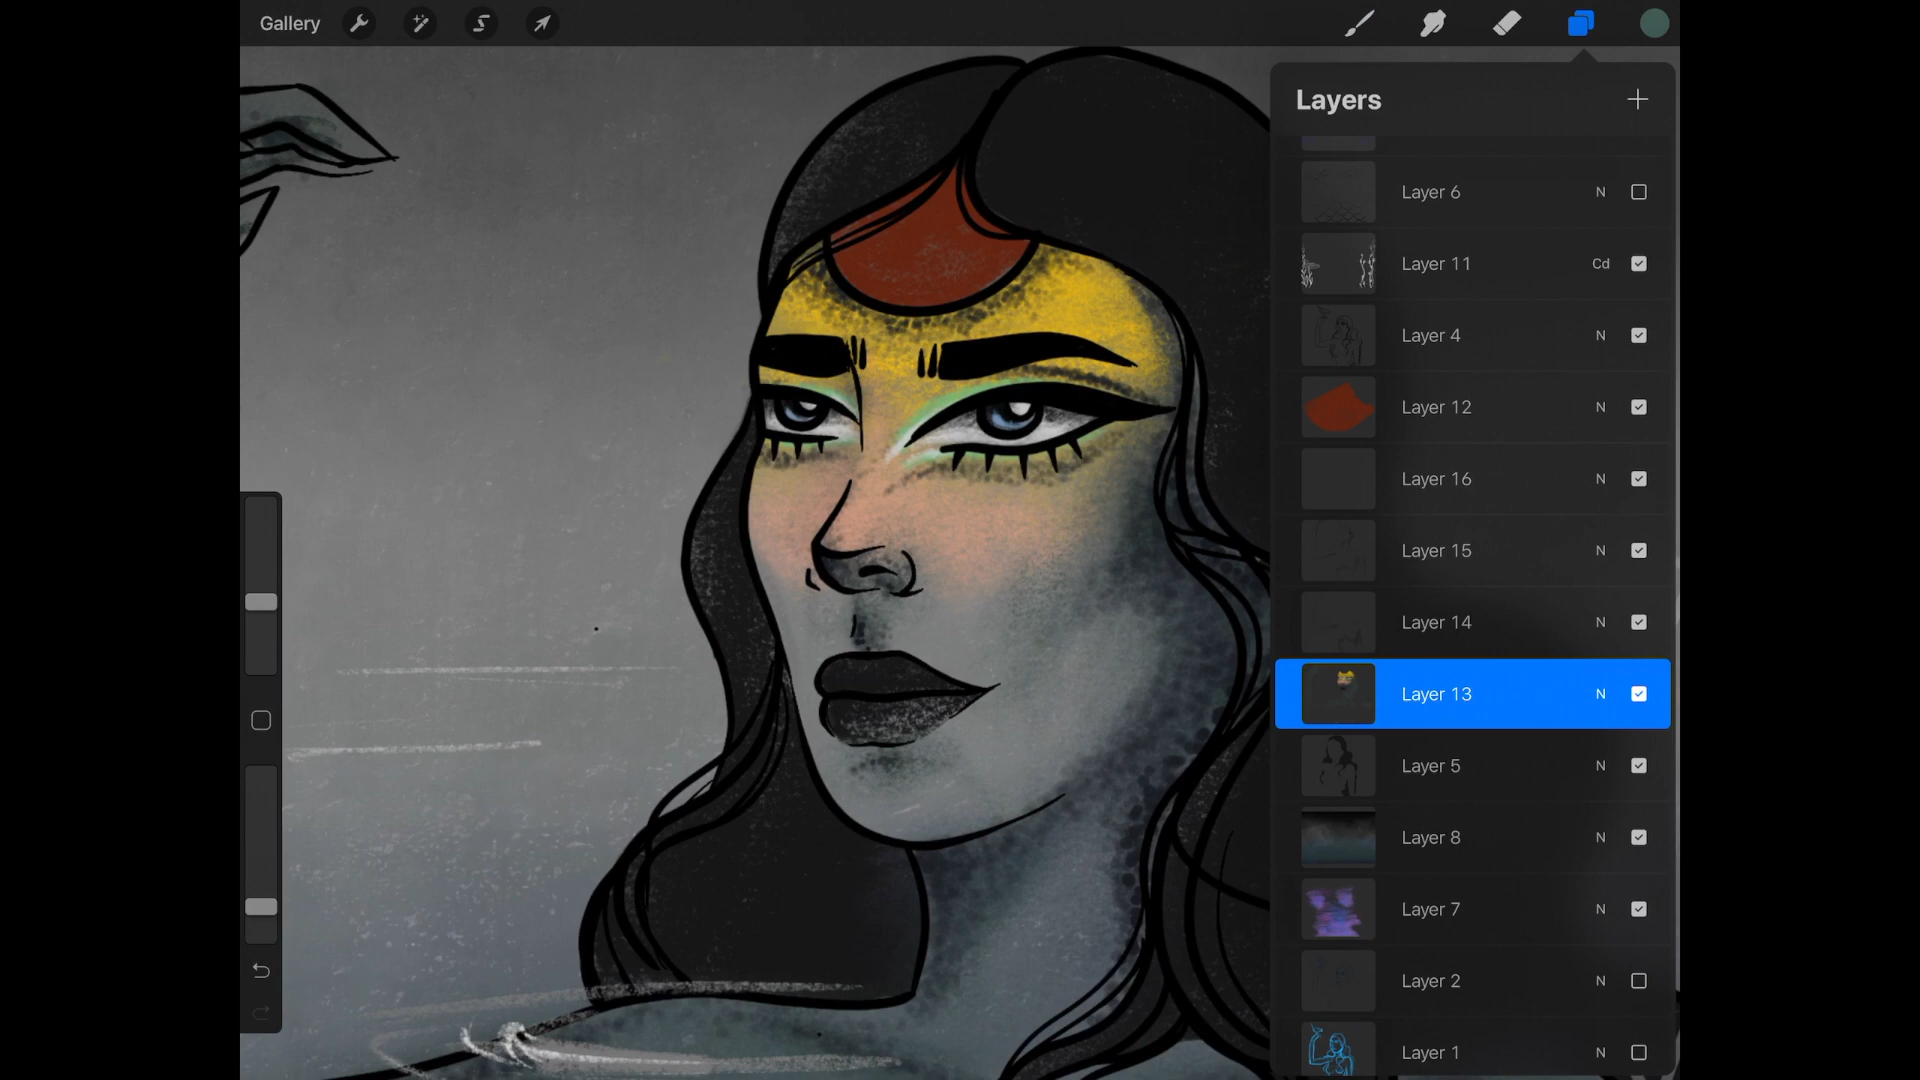 Gallery
Layers
Layer 6 N
Layer 11 Cd
Layer 4 N
Layer 12 N
Layer 16 N
Layer 15 N
Layer 14 N
Layer 13 N
Layer 5 N
Layer 8 N
Layer 7 N
Layer 2 N
Layer 1 N